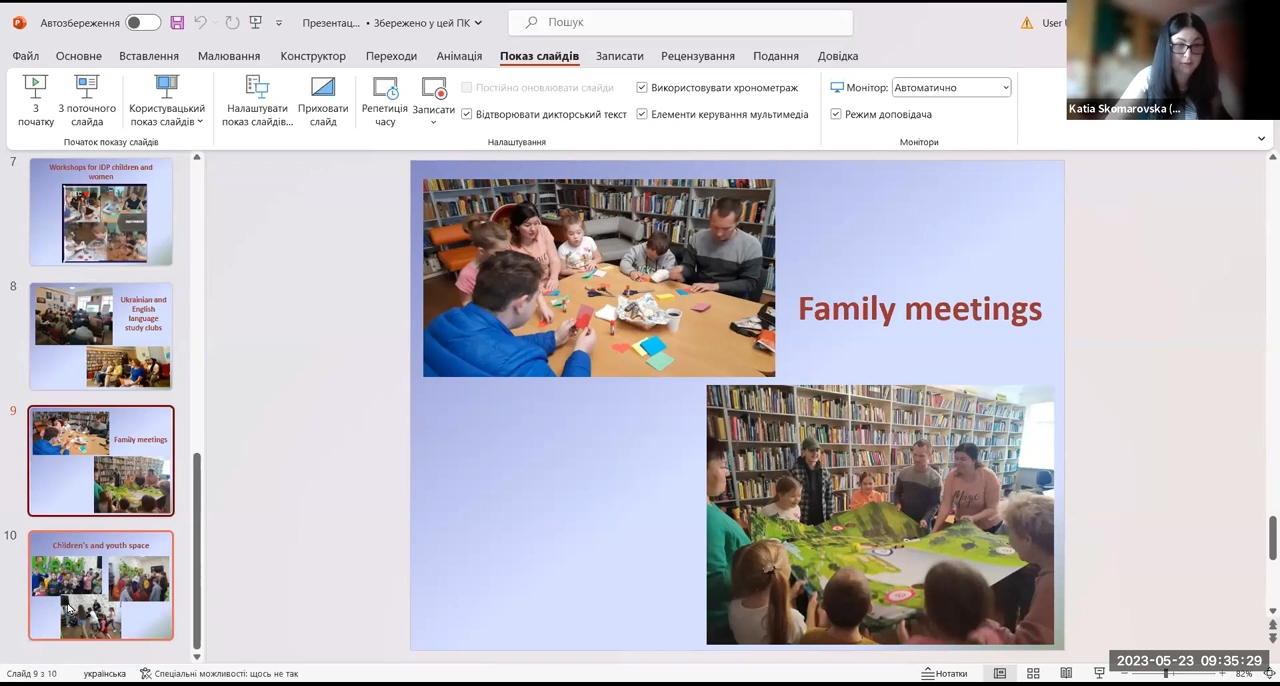 Автозбереження
Презентац... • Збережено у цей ПК
Пошук
User
Файл
Основне
Вставлення
Малювання
Конструктор
Переходи
Анімація
Показ слайдів
Записати
Рецензування
Подання
Довідка
З
початку
З поточного
слайда
Користувацький
показ слайдів
Початок показу слайдів
Налаштувати
показ слайдів...
Приховати
слайд
Репетиція
часу
Записати
Постійно оновлювати слайди
Відтворювати дикторський текст
Використовувати хронометраж
Елементи керування мультимедіа
Налаштування
Монітор:
Автоматично
Режим доповідача
Монітори
Katia Skomarovska (...
7
Workshops for IDP children and
women
8
Ukrainian and
English
language
study clubs
9
Family meetings
10
Children's and youth space
Read
Family meetings
2023-05-23 09:35:29
Слайд 9 з 10
українська
Спеціальні можливості: щось не так
Нотатки
82%